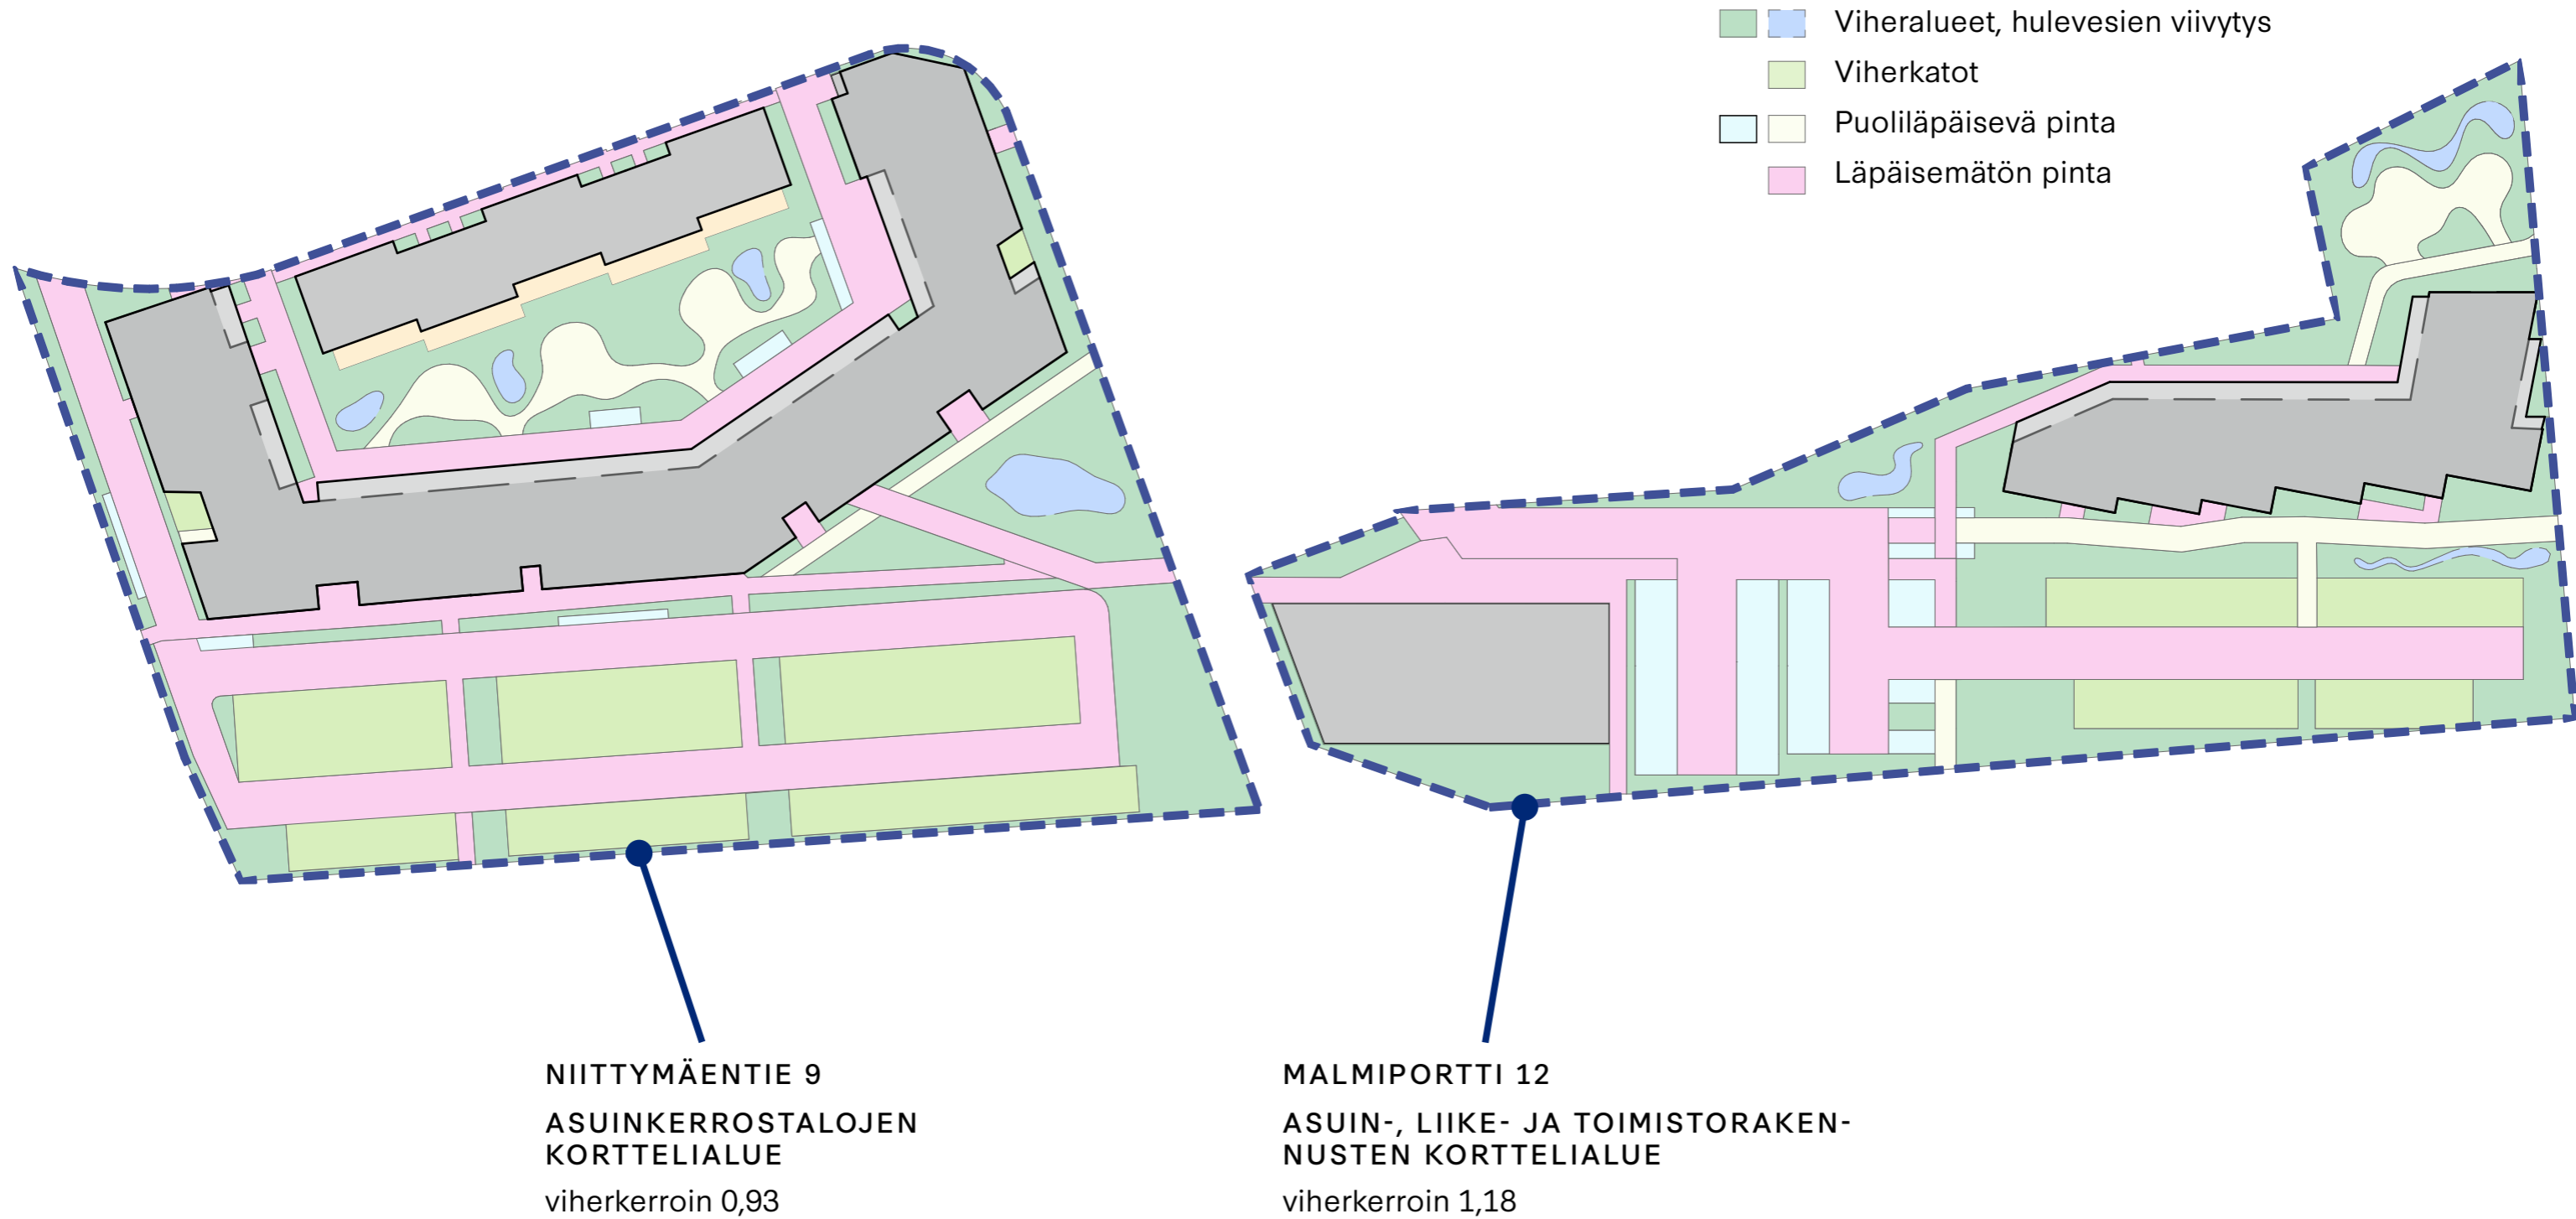 Viheralueet, hulevesien viivytys
Viherkatot
Puoliläpäisevä pinta
Läpäisemätön pinta
NIITTYMÄENTIE 9
ASUINKERROSTALOJEN
KORTTELIALUE
viherkerroin 0,93
MALMIPORTTI 12
ASUIN-, LIIKE- JA TOIMISTORAKEN-
NUSTEN KORTTELIALUE
viherkerroin 1,18